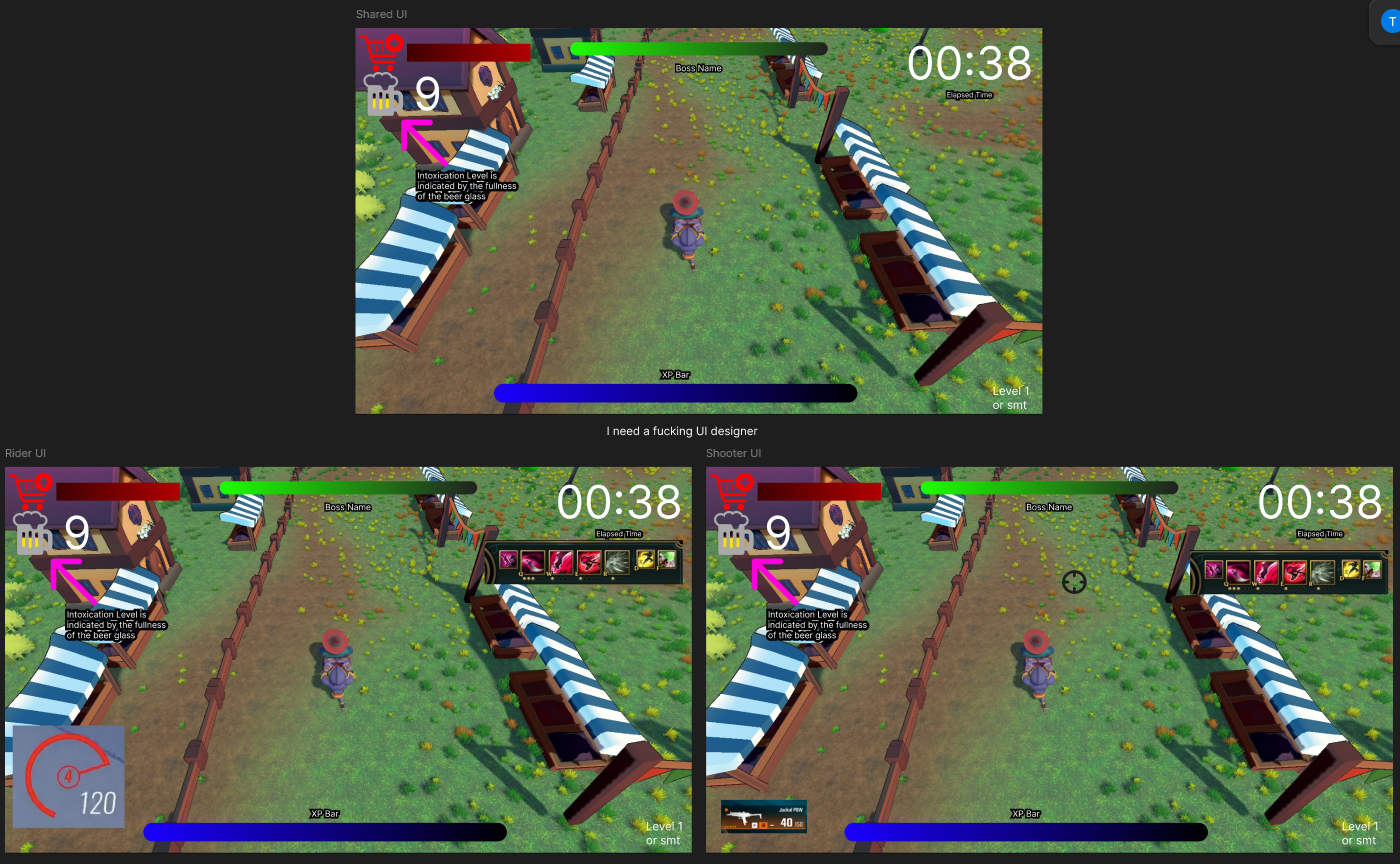 Shared UI
T
00:38
Boss Name
Elapsed Time
9
Intoxication Level is
indicated by the fullness
of the beer glass
XP Bar
Level 1
or smt
I need a fucking UI designer
Rider UI
00:38
Boss Name
Elapsed Time
9
Intoxication Level is
indicated by the fullness
of the beer glass
4
120
XP Bar
Level 1
or smt
Shooter UI
00:38
Boss Name
Elapsed Time
9
Intoxication Level is
indicated by the fullness
of the beer glass
Jackal PDW
40
XP Bar
Level 1
or smt